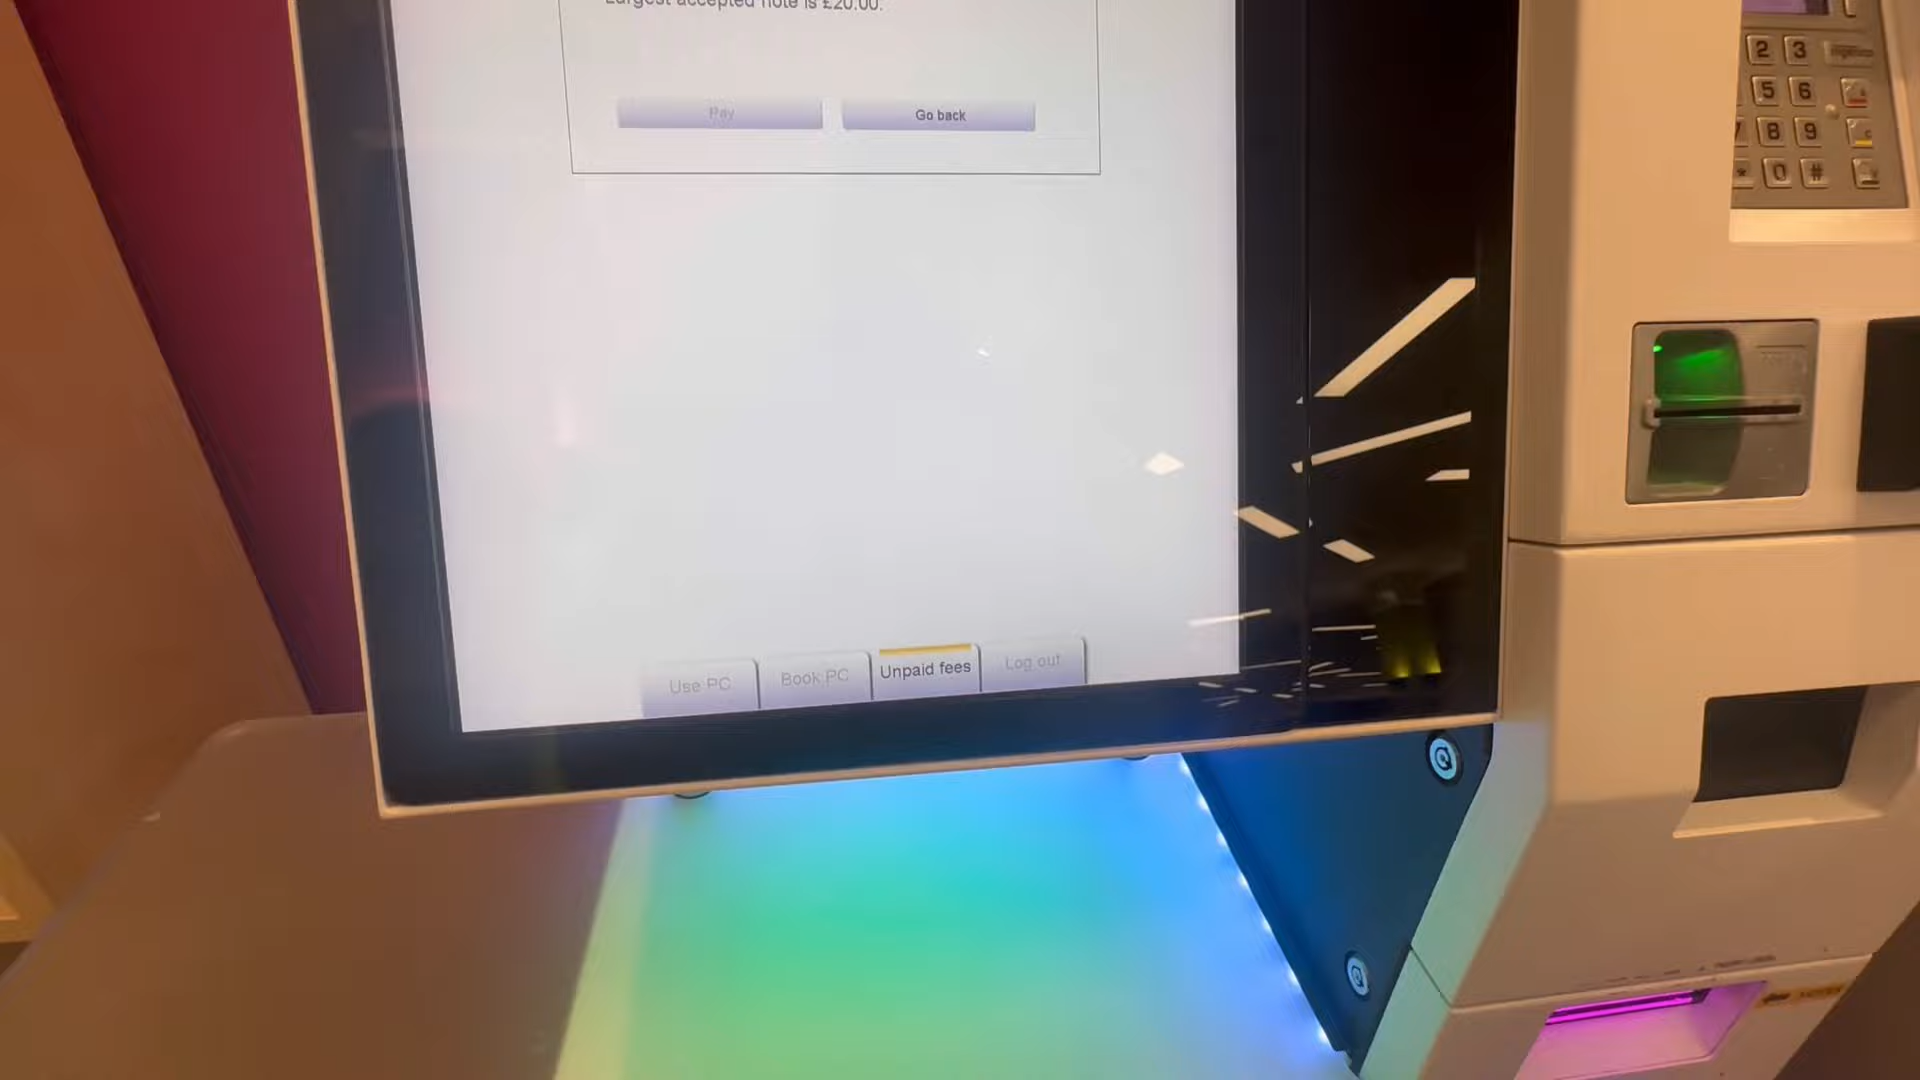 Largest accepted note is £20.00.
Pay
Go back
Use PC
Book PC
Unpaid fees
Log out
2 3
5 6
8 9
* 0 #